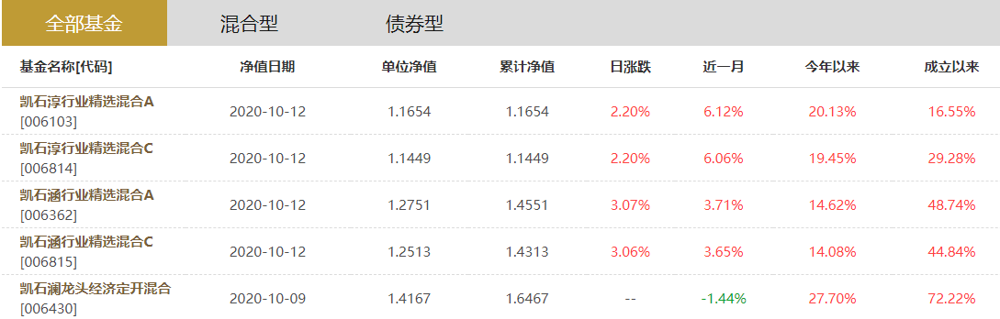 全部基金 混合型 债券型
基金名称[代码] 净值日期 单位净值 累计净值 日涨跌 近一月 今年以来 成立以来
凯石淳行业精选混合A
[006103] 2020-10-12 1.1654 1.1654 2.20% 6.12% 20.13% 16.55%
凯石淳行业精选混合C
[006814] 2020-10-12 1.1449 1.1449 2.20% 6.06% 19.45% 29.28%
凯石涵行业精选混合A
[006362] 2020-10-12 1.2751 1.4551 3.07% 3.71% 14.62% 48.74%
凯石涵行业精选混合C
[006815] 2020-10-12 1.2513 1.4313 3.06% 3.65% 14.08% 44.84%
凯石澜龙头经济定开混合
[006430] 2020-10-09 1.4167 1.6467 -- -1.44% 27.70% 72.22%